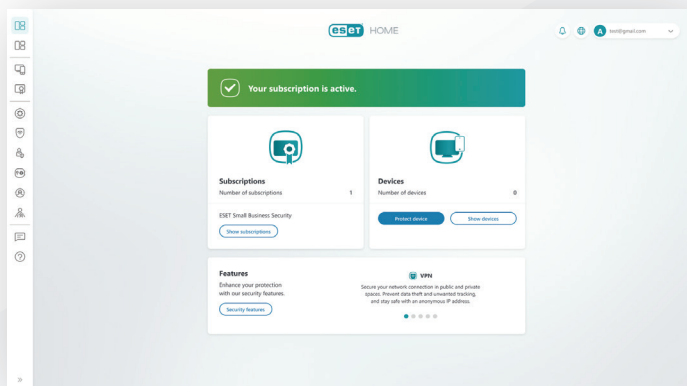 eset HOME
A test@gmail.com
Your subscription is active.
Subscriptions
Number of subscriptions 1
ESET Small Business Security
Show subscriptions
Devices
Number of devices 0
Protect device Show devices
Features
Enhance your protection
with our security features.
Security features
VPN
Secure your network connection in public and private
spaces. Prevent data theft and unwanted tracking,
and stay safe with an anonymous IP address.